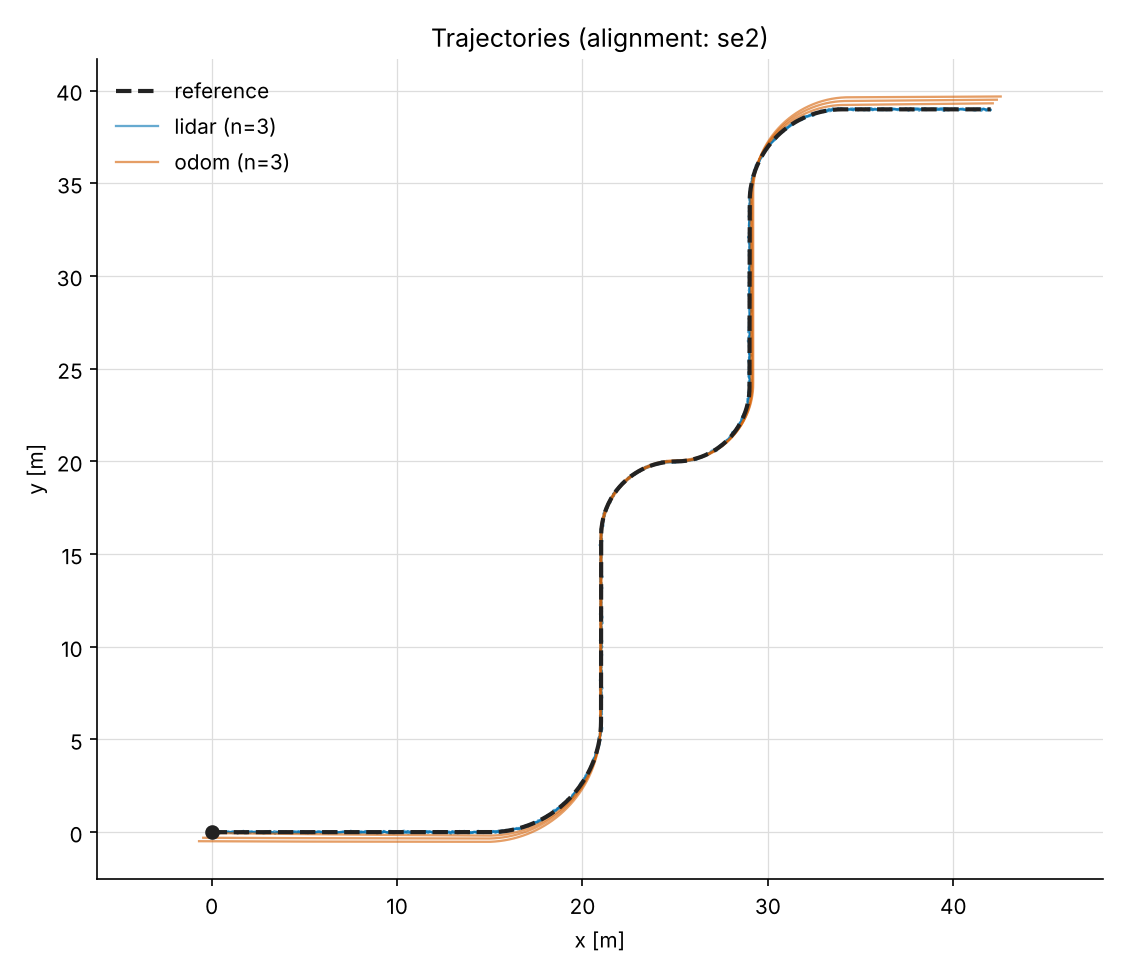 Trajectories (alignment: se2)
reference
lidar (n=3)
odom (n=3)
40
35
30
25
20
15
10
5
0
y [m]
0 10 20 30 40
x [m]